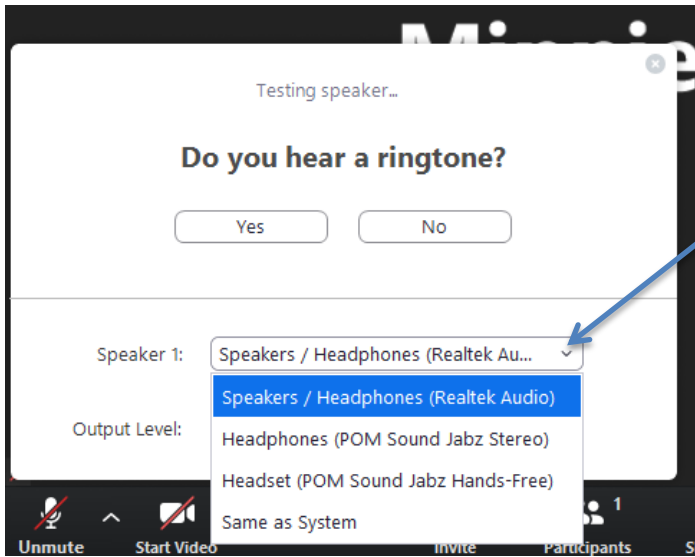 Minnie
Testing speaker...
Do you hear a ringtone?
Yes No
Speaker 1: Speakers / Headphones (Realtek Au...
Speakers / Headphones (Realtek Audio)
Output Level:
Headphones (POM Sound Jabz Stereo)
Headset (POM Sound Jabz Hands-Free)
Same as System
1
Unmute Start Video Invite Participants S